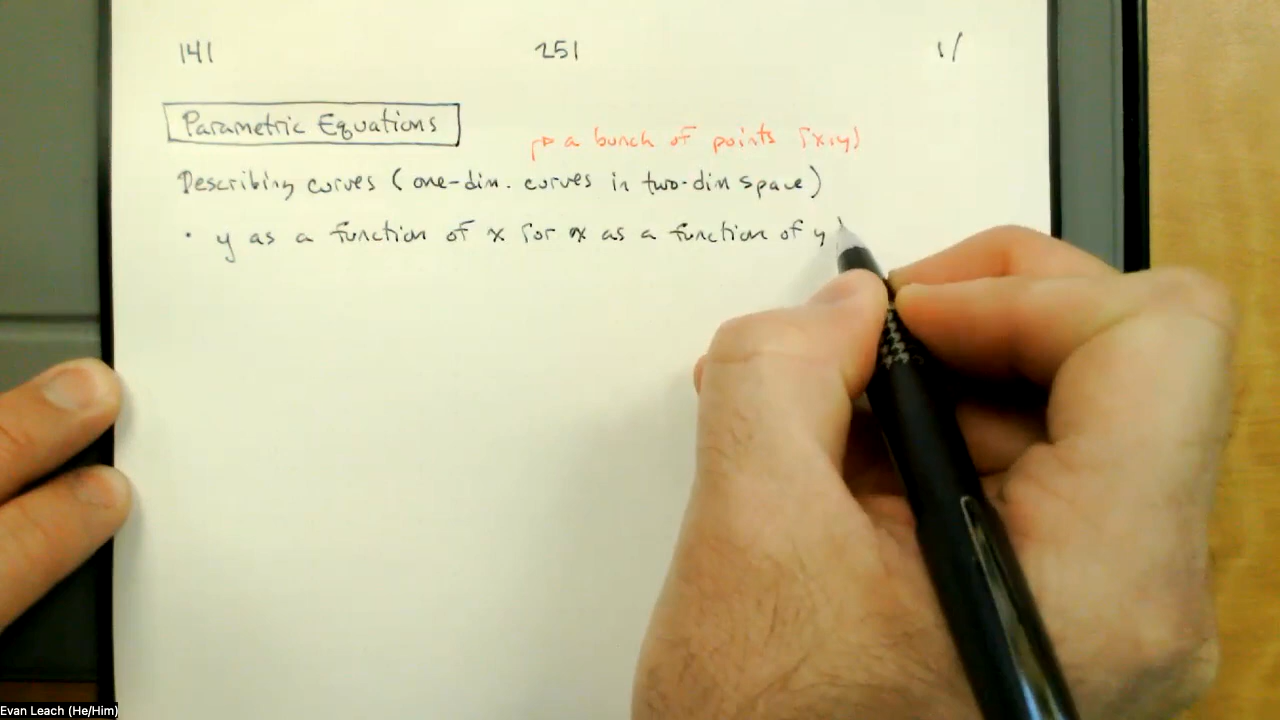 141 251 1/
Parametric Equations
a bunch of points (x,y)
Describing curves (one-dim. curves in two-dim space)
• y as a function of x (or x as a function of y
Evan Leach (He/Him)